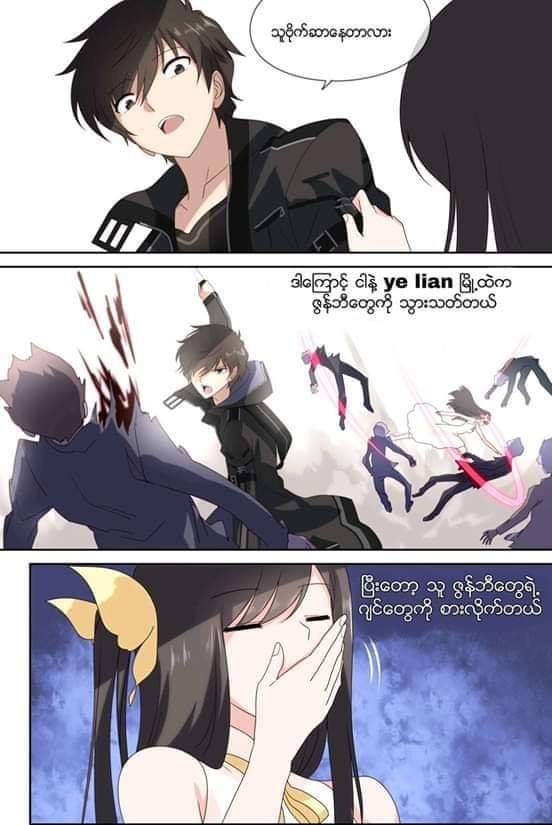 သူဗိုက်ဆာနေတာလား
ဒါကြောင့် ငါနဲ့ ye lian မြို့ထဲက
ဇွန်ဘီတွေကို သွားသတ်တယ်
ပြီးတော့ သူ ဇွန်ဘီတွေရဲ့
ဂျင်တွေကို စားလိုက်တယ်